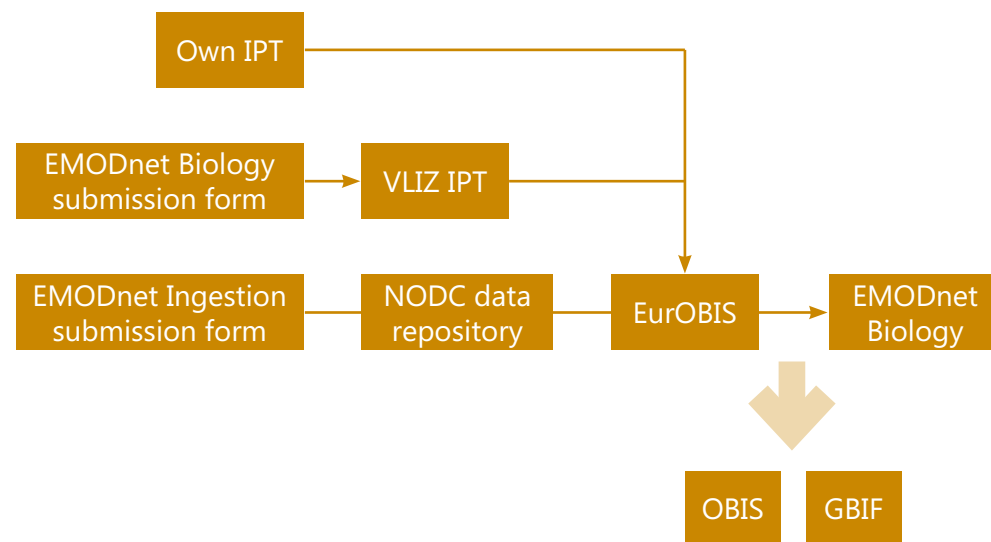 Own IPT
EMODnet Biology
submission form
VLIZ IPT
EMODnet Ingestion
submission form
NODC data
repository
EurOBIS
EMODnet
Biology
OBIS
GBIF